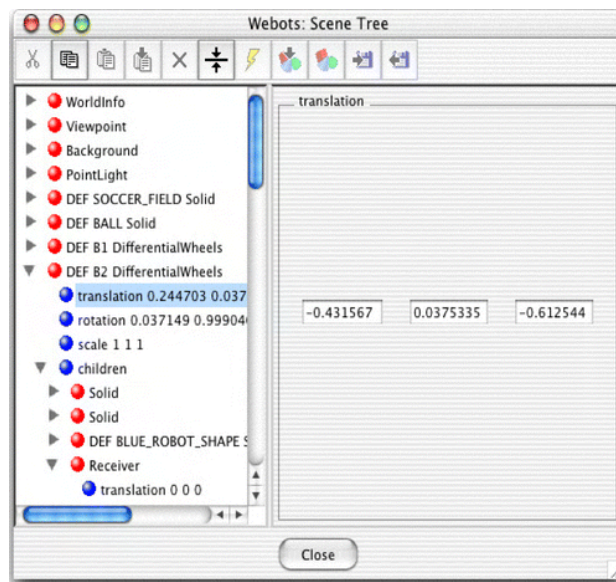 Webots: Scene Tree
WorldInfo
Viewpoint
Background
PointLight
DEF SOCCER_FIELD Solid
DEF BALL Solid
DEF B1 DifferentialWheels
DEF B2 DifferentialWheels
translation 0.244703 0.037
rotation 0.037149 0.99904
scale 1 1 1
children
Solid
Solid
DEF BLUE_ROBOT_SHAPE S
Receiver
translation 0 0 0
translation
-0.431567 0.0375335 -0.612544
Close